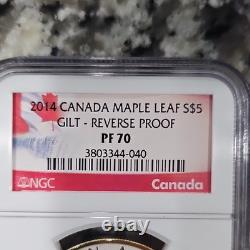 2014 CANADA MAPLE LEAF S$5
GILT - REVERSE PROOF
PF 70
3803344-040
NGC
Canada